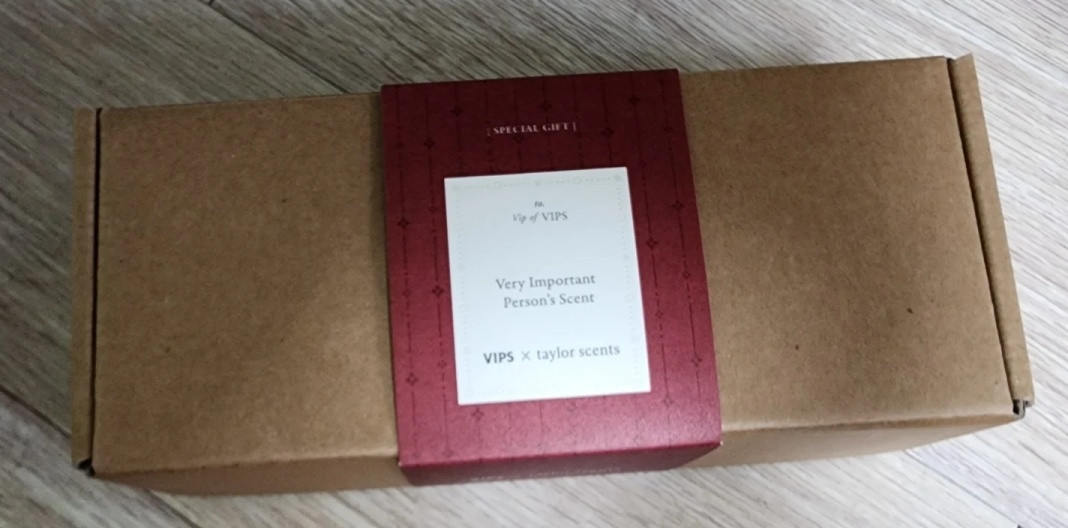 [ SPECIAL GIFT ]
to.
Vip of VIPS
Very Important
Person's Scent
VIPS × taylor scents